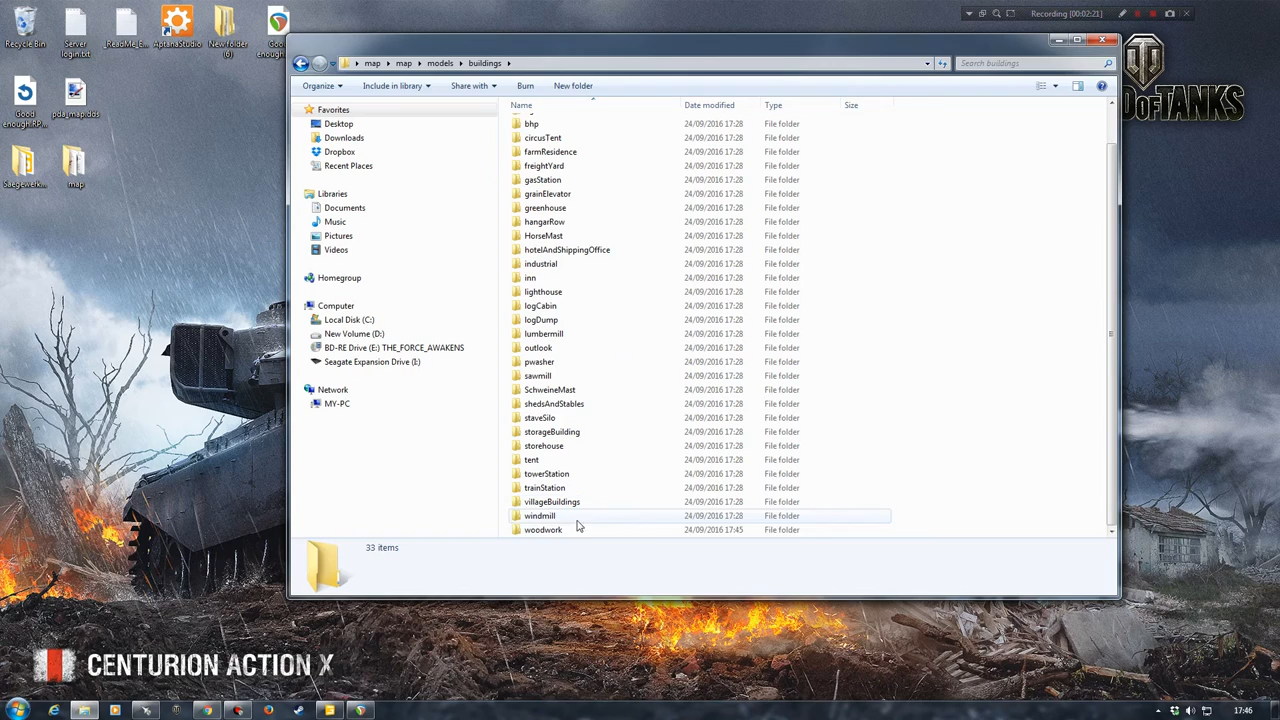 Recording [00:02:21]
Recycle Bin
Server login.txt
_ReadMe_E...
AptanaStudio
New folder (6)
Good
Good enough.RP...
pda_map.dds
Saegewerk...
map
map
map
models
buildings
Search buildings
Organize
Include in library
Share with
Burn
New folder
Name
Date modified
Type
Size
Favorites
Desktop
Downloads
Dropbox
Recent Places
Libraries
Documents
Music
Pictures
Videos
Homegroup
Computer
Local Disk (C:)
New Volume (D:)
BD-RE Drive (E:) THE_FORCE_AWAKENS
Seagate Expansion Drive (I:)
Network
MY-PC
bhp 24/09/2016 17:28 File folder
circusTent 24/09/2016 17:28 File folder
farmResidence 24/09/2016 17:28 File folder
freightYard 24/09/2016 17:28 File folder
gasStation 24/09/2016 17:28 File folder
grainElevator 24/09/2016 17:28 File folder
greenhouse 24/09/2016 17:28 File folder
hangarRow 24/09/2016 17:28 File folder
HorseMast 24/09/2016 17:28 File folder
hotelAndShippingOffice 24/09/2016 17:28 File folder
industrial 24/09/2016 17:28 File folder
inn 24/09/2016 17:28 File folder
lighthouse 24/09/2016 17:28 File folder
logCabin 24/09/2016 17:28 File folder
logDump 24/09/2016 17:28 File folder
lumbermill 24/09/2016 17:28 File folder
outlook 24/09/2016 17:28 File folder
pwasher 24/09/2016 17:28 File folder
sawmill 24/09/2016 17:28 File folder
SchweineMast 24/09/2016 17:28 File folder
shedsAndStables 24/09/2016 17:28 File folder
staveSilo 24/09/2016 17:28 File folder
storageBuilding 24/09/2016 17:28 File folder
storehouse 24/09/2016 17:28 File folder
tent 24/09/2016 17:28 File folder
towerStation 24/09/2016 17:28 File folder
trainStation 24/09/2016 17:28 File folder
villageBuildings 24/09/2016 17:28 File folder
windmill 24/09/2016 17:28 File folder
woodwork 24/09/2016 17:45 File folder
33 items
OFTANKS
CENTURION ACTION X
17:46